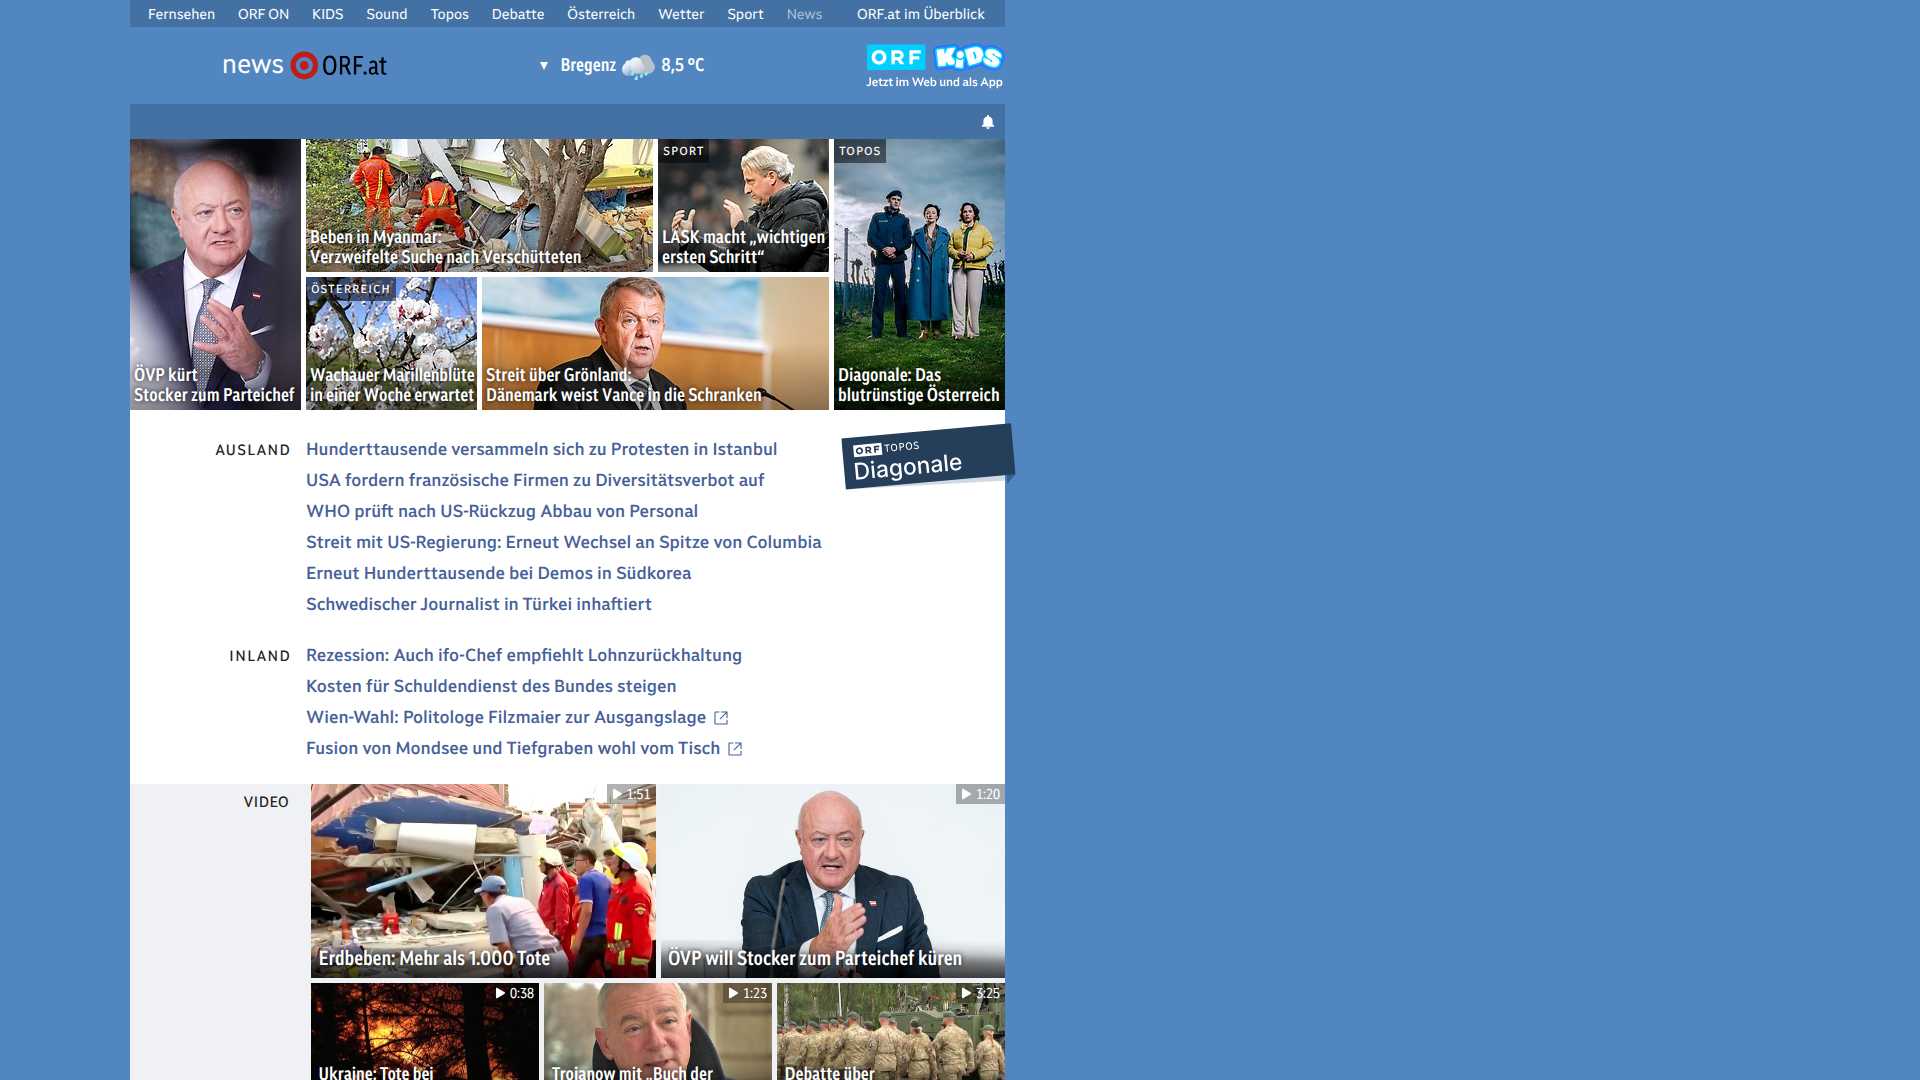 Fernsehen ORF ON KIDS Sound Topos Debatte Österreich Wetter Sport News ORF.at im Überblick
news ORF.at
Bregenz 8,5 °C
ORF KiDS
Jetzt im Web und als App
ÖVP kürt
Stocker zum Parteichef
Beben in Myanmar:
Verzweifelte Suche nach Verschütteten
SPORT
LASK macht „wichtigen
ersten Schritt“
TOPOS
Diagonale: Das
blutrünstige Österreich
ÖSTERREICH
Wachauer Marillenblüte
in einer Woche erwartet
Streit über Grönland:
Dänemark weist Vance in die Schranken
AUSLAND
Hunderttausende versammeln sich zu Protesten in Istanbul
USA fordern französische Firmen zu Diversitätsverbot auf
WHO prüft nach US-Rückzug Abbau von Personal
Streit mit US-Regierung: Erneut Wechsel an Spitze von Columbia
Erneut Hunderttausende bei Demos in Südkorea
Schwedischer Journalist in Türkei inhaftiert
ORF TOPOS
Diagonale
INLAND
Rezession: Auch ifo-Chef empfiehlt Lohnzurückhaltung
Kosten für Schuldendienst des Bundes steigen
Wien-Wahl: Politologe Filzmaier zur Ausgangslage
Fusion von Mondsee und Tiefgraben wohl vom Tisch
VIDEO
1:51
Erdbeben: Mehr als 1.000 Tote
1:20
ÖVP will Stocker zum Parteichef küren
0:38
Ukraine: Tote bei
1:23
Trojanow mit „Buch der
3:25
Debatte über